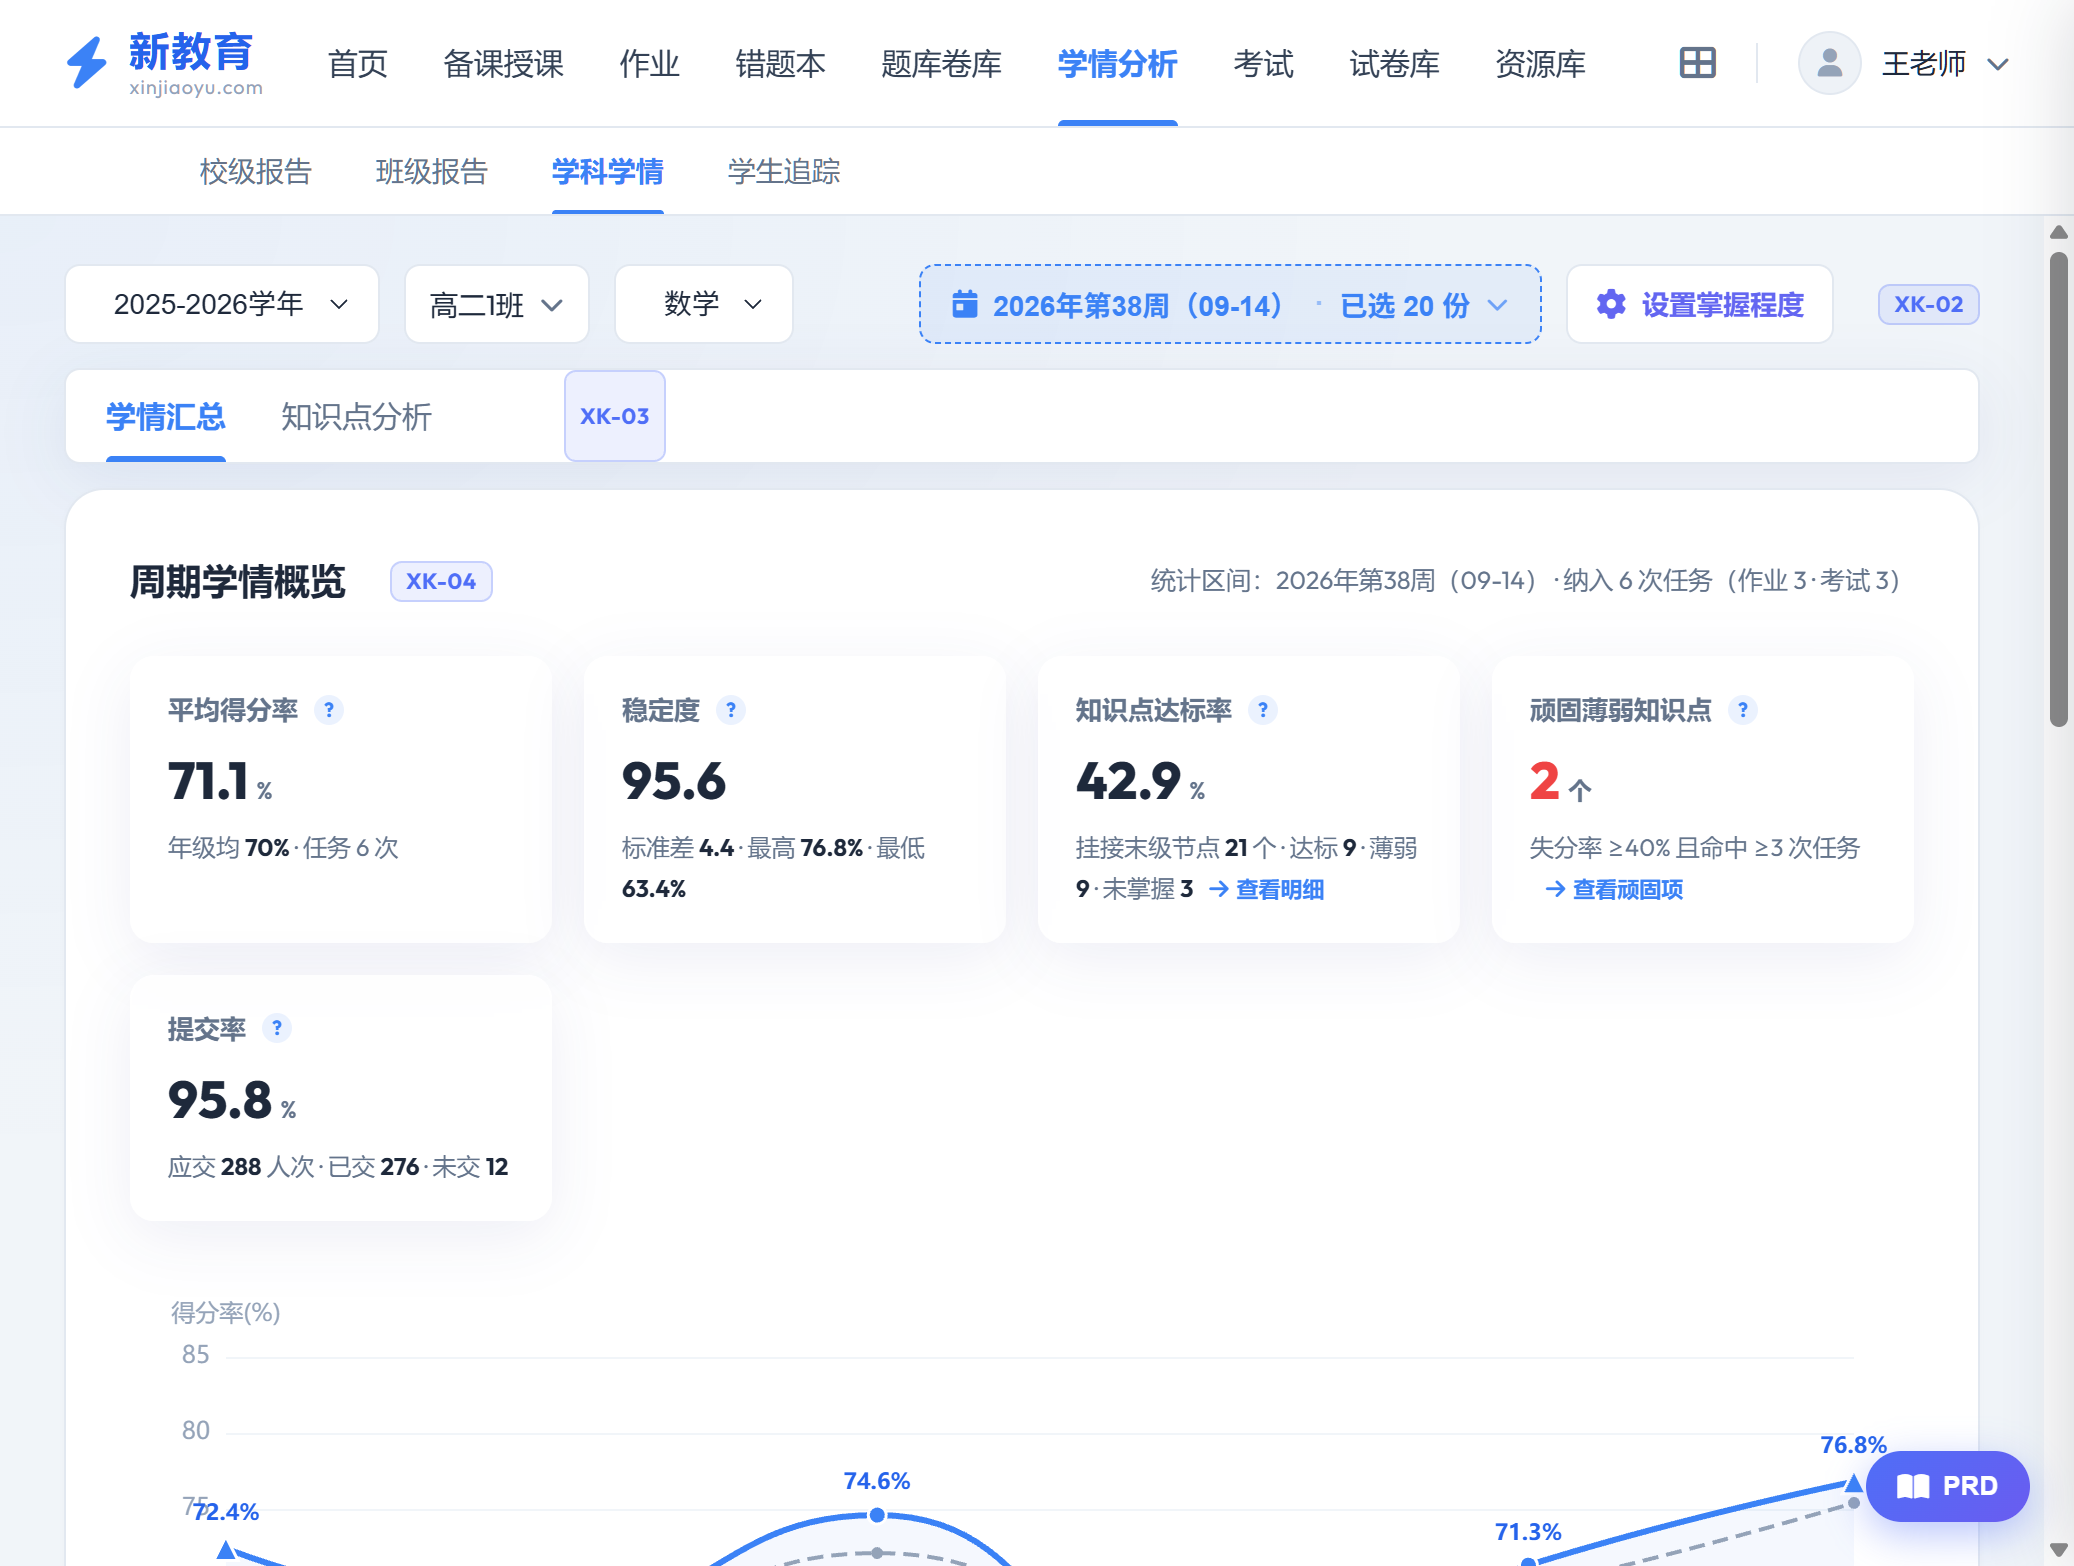 新教育
xinjiaoyu.com
首页 备课授课 作业 错题本 题库卷库 学情分析 考试 试卷库 资源库 王老师
校级报告 班级报告 学科学情 学生追踪
2025-2026学年 高二1班 数学 2026年第38周（09-14） · 已选 20 份 设置掌握程度 XK-02
学情汇总 知识点分析 XK-03
周期学情概览 XK-04 统计区间：2026年第38周（09-14） · 纳入 6 次任务（作业 3 · 考试 3）
平均得分率 ?
71.1 %
年级均 70% · 任务 6 次
稳定度 ?
95.6
标准差 4.4 · 最高 76.8% · 最低
63.4%
知识点达标率 ?
42.9 %
挂接末级节点 21 个 · 达标 9 · 薄弱
9 · 未掌握 3 → 查看明细
顽固薄弱知识点 ?
2 个
失分率 ≥40% 且命中 ≥3 次任务
→ 查看顽固项
提交率 ?
95.8 %
应交 288 人次 · 已交 276 · 未交 12
得分率(%)
85
80
75
72.4%
74.6%
71.3%
76.8%
PRD